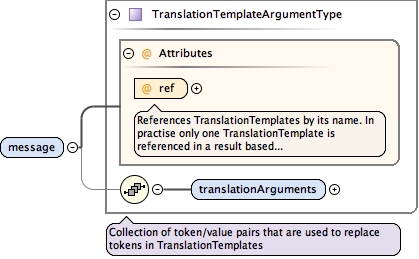 TranslationTemplateArgumentType
@ Attributes
@ ref
References TranslationTemplates by its name. In
practise only one TranslationTemplate is
referenced in a result based...
message
translationArguments
Collection of token/value pairs that are used to replace
tokens in TranslationTemplates